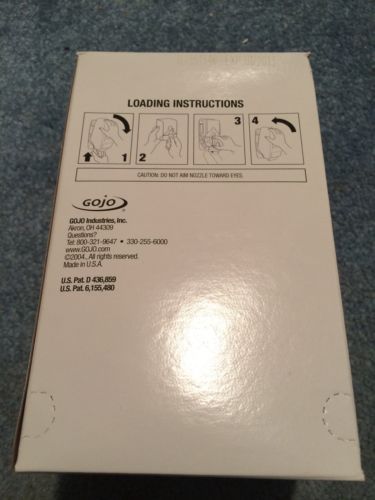 LOADING INSTRUCTIONS
1 2 3 4
CAUTION: DO NOT AIM NOZZLE TOWARD EYES.
GOJO
GOJO Industries, Inc.
Akron, OH 44309
Questions?
Tel: 800-321-9647 • 330-255-6000
www.GOJO.com
©2004., All rights reserved.
Made in U.S.A.
U.S. Pat. D 436,859
U.S. Pat. 6,155,480